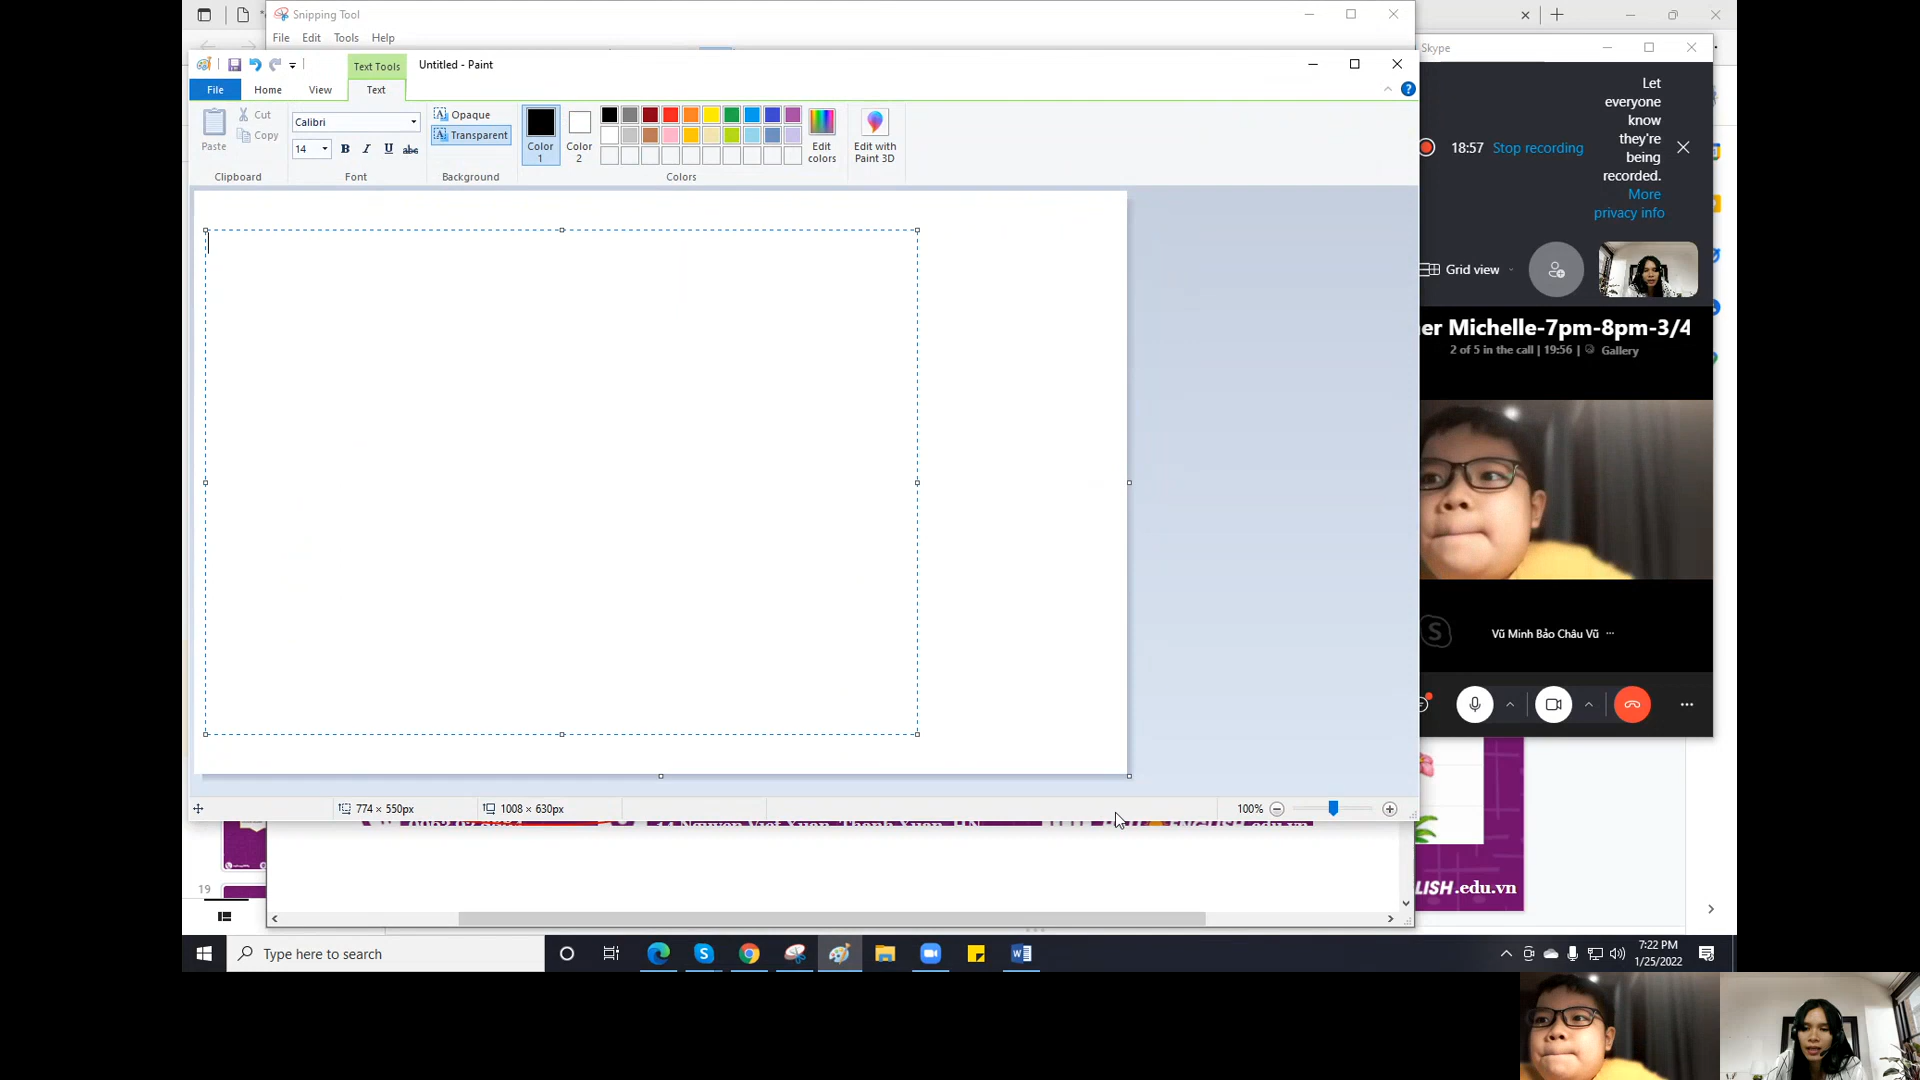 Snipping Tool
File Edit Tools Help
Text Tools
Untitled - Paint
File Home View Text
Paste
Cut
Copy
Clipboard
Calibri
14
B I U abc
Font
Opaque
Transparent
Background
Color 1
Color 2
Edit colors
Colors
Edit with Paint 3D
774 × 550px
1008 × 630px
100%
Skype
Let everyone know they're being recorded.
More privacy info
18:57 Stop recording
Grid view
er Michelle-7pm-8pm-3/4
2 of 5 in the call | 19:56 | Gallery
Vũ Minh Bảo Châu Vũ
19
LISH.edu.vn
Type here to search
7:22 PM
1/25/2022